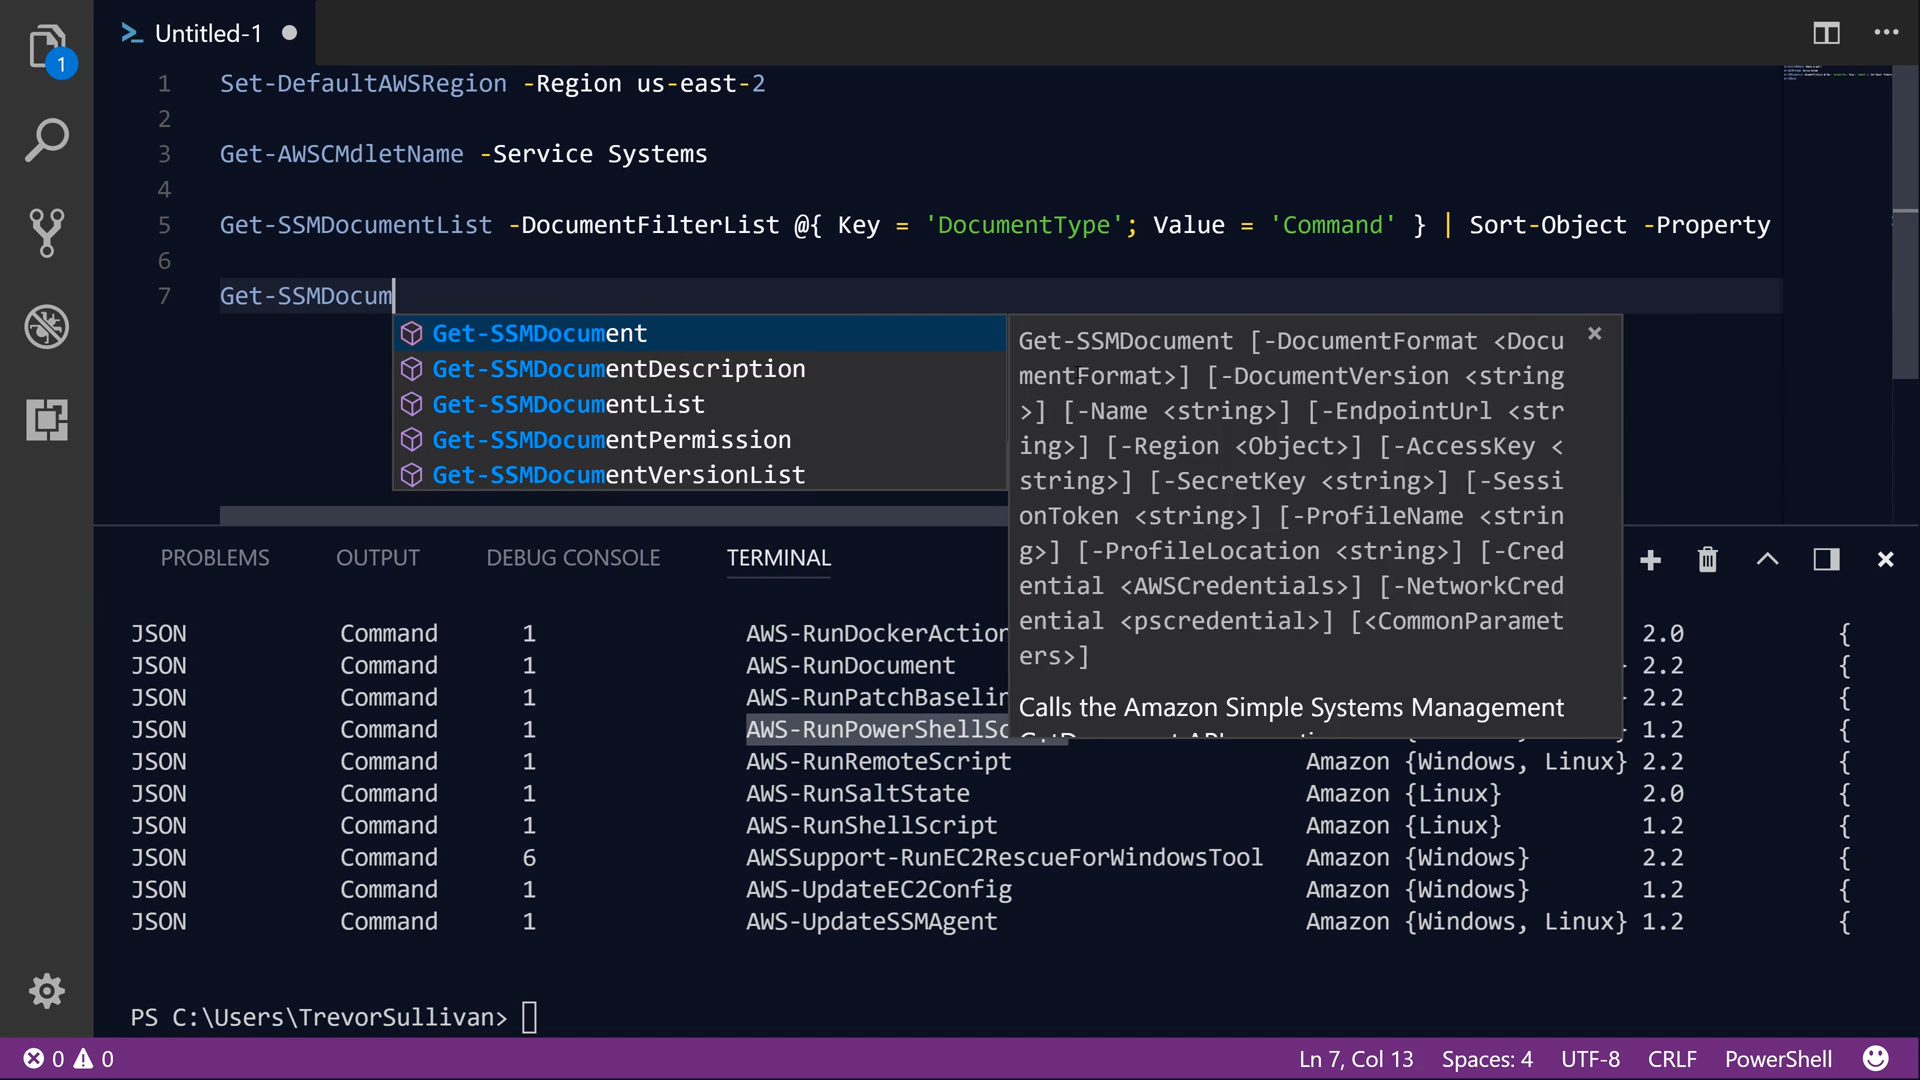 Untitled-1
1
1 Set-DefaultAWSRegion -Region us-east-2
2
3 Get-AWSCMdletName -Service Systems
4
5 Get-SSMDocumentList -DocumentFilterList @{ Key = 'DocumentType'; Value = 'Command' } | Sort-Object -Property
6
7 Get-SSMDocum
Get-SSMDocument
Get-SSMDocumentDescription
Get-SSMDocumentList
Get-SSMDocumentPermission
Get-SSMDocumentVersionList
Get-SSMDocument [-DocumentFormat <Docu
mentFormat>] [-DocumentVersion <string
>] [-Name <string>] [-EndpointUrl <str
ing>] [-Region <Object>] [-AccessKey <
string>] [-SecretKey <string>] [-Sessi
onToken <string>] [-ProfileName <strin
g>] [-ProfileLocation <string>] [-Cred
ential <AWSCredentials>] [-NetworkCred
ential <pscredential>] [<CommonParamet
ers>]
Calls the Amazon Simple Systems Management
PROBLEMS OUTPUT DEBUG CONSOLE TERMINAL
JSON Command 1 AWS-RunDockerAction 2.0 {
JSON Command 1 AWS-RunDocument 2.2 {
JSON Command 1 AWS-RunPatchBaselin 2.2 {
JSON Command 1 AWS-RunPowerShellSc 1.2 {
JSON Command 1 AWS-RunRemoteScript Amazon {Windows, Linux} 2.2 {
JSON Command 1 AWS-RunSaltState Amazon {Linux} 2.0 {
JSON Command 1 AWS-RunShellScript Amazon {Linux} 1.2 {
JSON Command 6 AWSSupport-RunEC2RescueForWindowsTool Amazon {Windows} 2.2 {
JSON Command 1 AWS-UpdateEC2Config Amazon {Windows} 1.2 {
JSON Command 1 AWS-UpdateSSMAgent Amazon {Windows, Linux} 1.2 {
PS C:\Users\TrevorSullivan>
0 0 Ln 7, Col 13 Spaces: 4 UTF-8 CRLF PowerShell